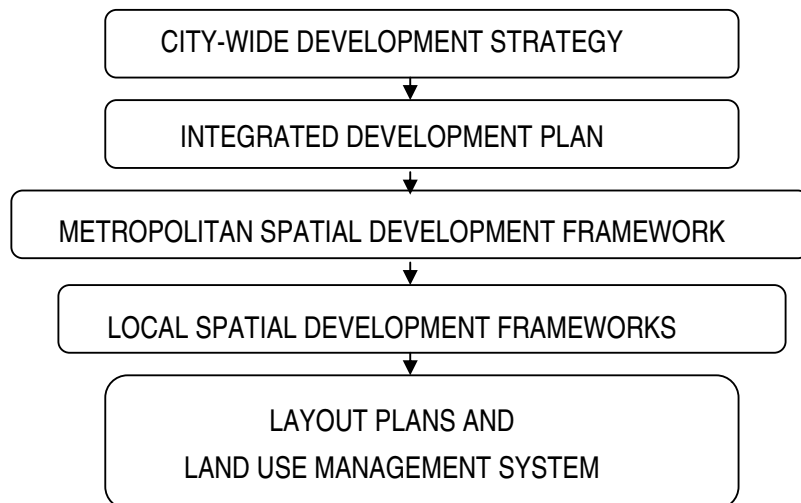 CITY-WIDE DEVELOPMENT STRATEGY
INTEGRATED DEVELOPMENT PLAN
METROPOLITAN SPATIAL DEVELOPMENT FRAMEWORK
LOCAL SPATIAL DEVELOPMENT FRAMEWORKS
LAYOUT PLANS AND
LAND USE MANAGEMENT SYSTEM